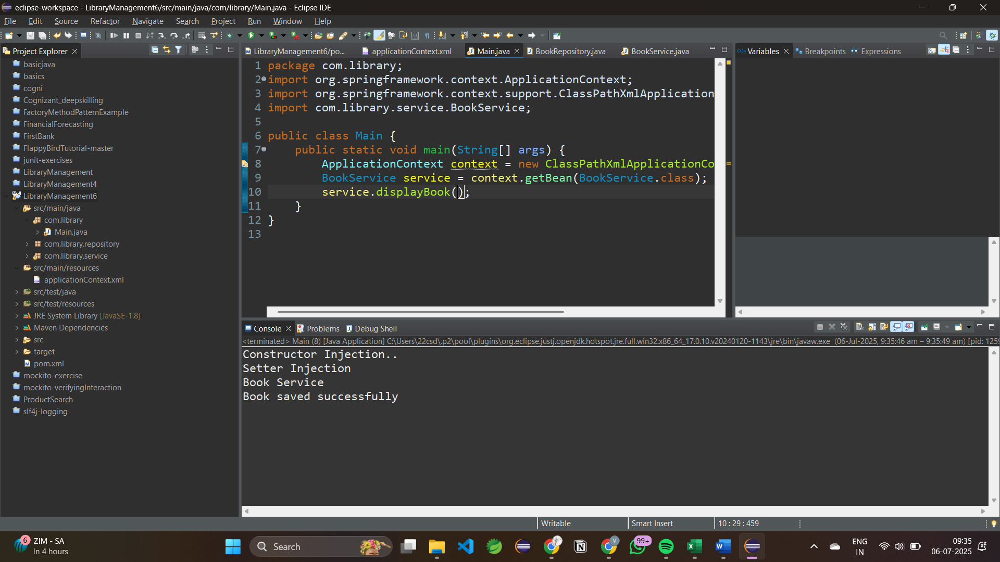 eclipse-workspace - LibraryManagement6/src/main/java/com/library/Main.java - Eclipse IDE
File Edit Source Refactor Navigate Search Project Run Window Help
Project Explorer
basicjava
basics
cogni
Cognizant_deepskilling
FactoryMethodPatternExample
FinancialForecasting
FirstBank
FlappyBirdTutorial-master
junit-exercises
LibraryManagement
LibraryManagement4
LibraryManagement6
src/main/java
com.library
Main.java
com.library.repository
com.library.service
src/main/resources
applicationContext.xml
src/test/java
src/test/resources
JRE System Library [JavaSE-1.8]
Maven Dependencies
src
target
pom.xml
mockito-exercise
mockito-verifyingInteraction
ProductSearch
slf4j-logging
LibraryManagement6/po... applicationContext.xml Main.java BookRepository.java BookService.java
1 package com.library;
2 import org.springframework.context.ApplicationContext;
3 import org.springframework.context.support.ClassPathXmlApplication
4 import com.library.service.BookService;
5
6 public class Main {
7 public static void main(String[] args) {
8 ApplicationContext context = new ClassPathXmlApplicationCo
9 BookService service = context.getBean(BookService.class);
10 service.displayBook();
11 }
12 }
13
Variables Breakpoints Expressions
Console Problems Debug Shell
<terminated> Main (8) [Java Application] C:\Users\22csd\.p2\pool\plugins\org.eclipse.justj.openjdk.hotspot.jre.full.win32.x86_64_17.0.10.v20240120-1143\jre\bin\javaw.exe (06-Jul-2025, 9:35:46 am – 9:35:49 am) [pid: 1259
Constructor Injection..
Setter Injection
Book Service
Book saved successfully
Writable Smart Insert 10 : 29 : 459
6
ZIM - SA
In 4 hours
Search
99+
ENG
IN
09:35
06-07-2025